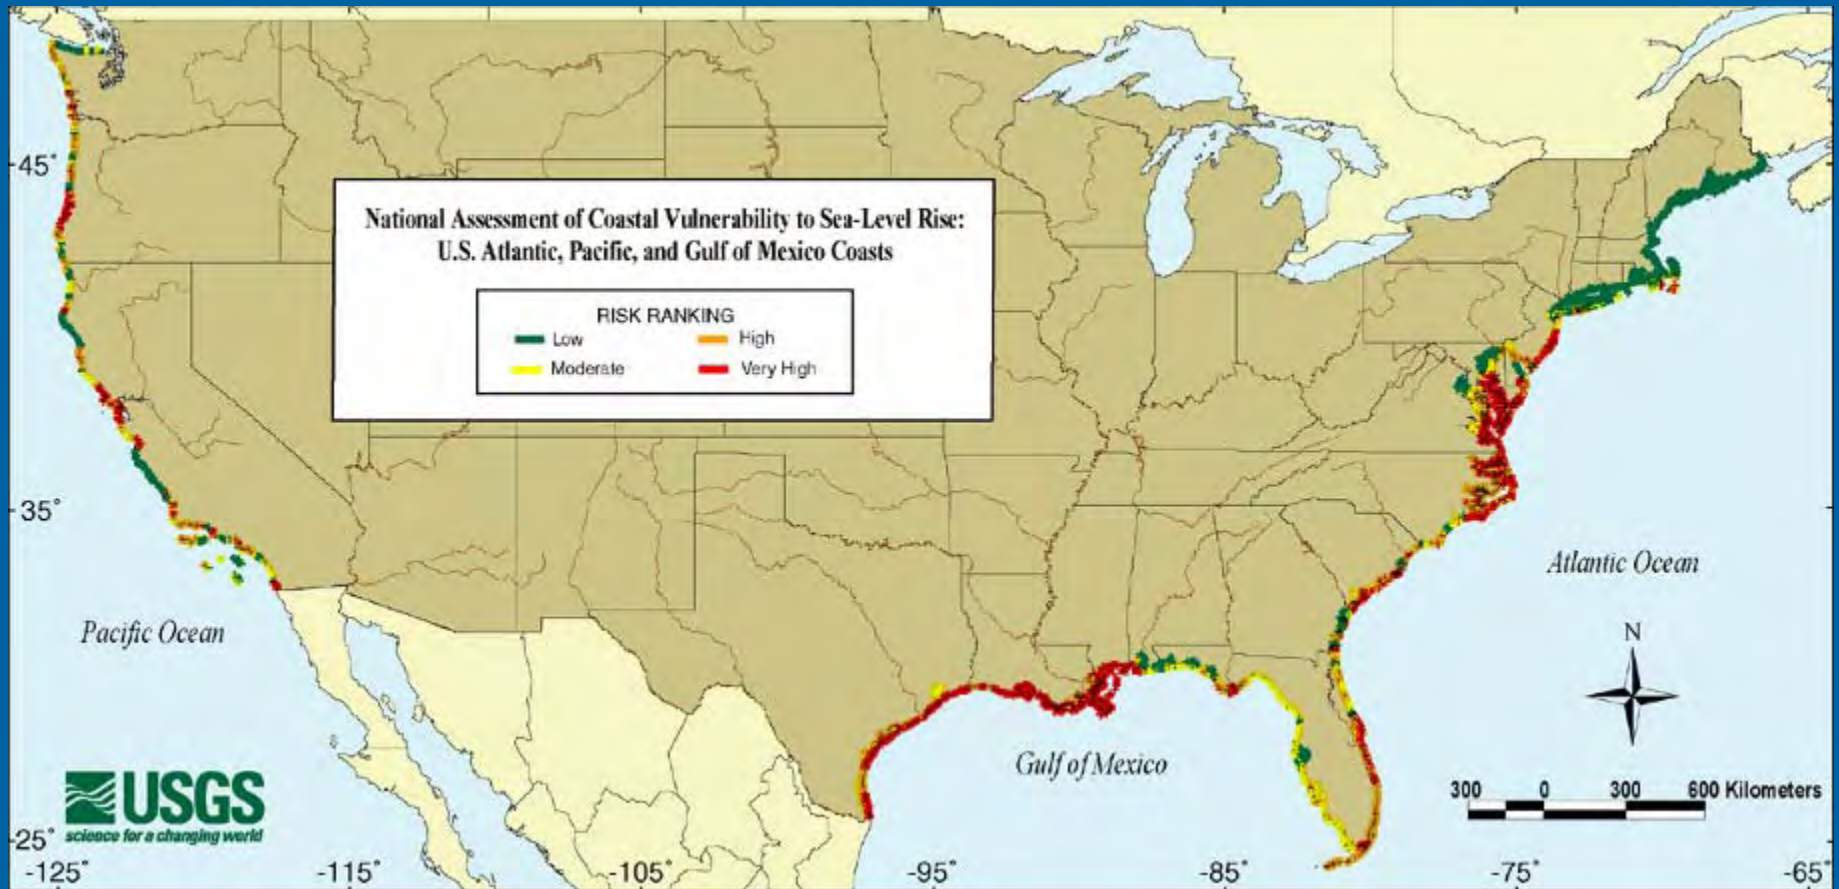 National Assessment of Coastal Vulnerability to Sea-Level Rise:
U.S. Atlantic, Pacific, and Gulf of Mexico Coasts
RISK RANKING
Low
High
Moderate
Very High
45°
35°
25°
Pacific Ocean
Atlantic Ocean
Gulf of Mexico
N
300 0 300 600 Kilometers
USGS
science for a changing world
-125° -115° -105° -95° -85° -75° -65°